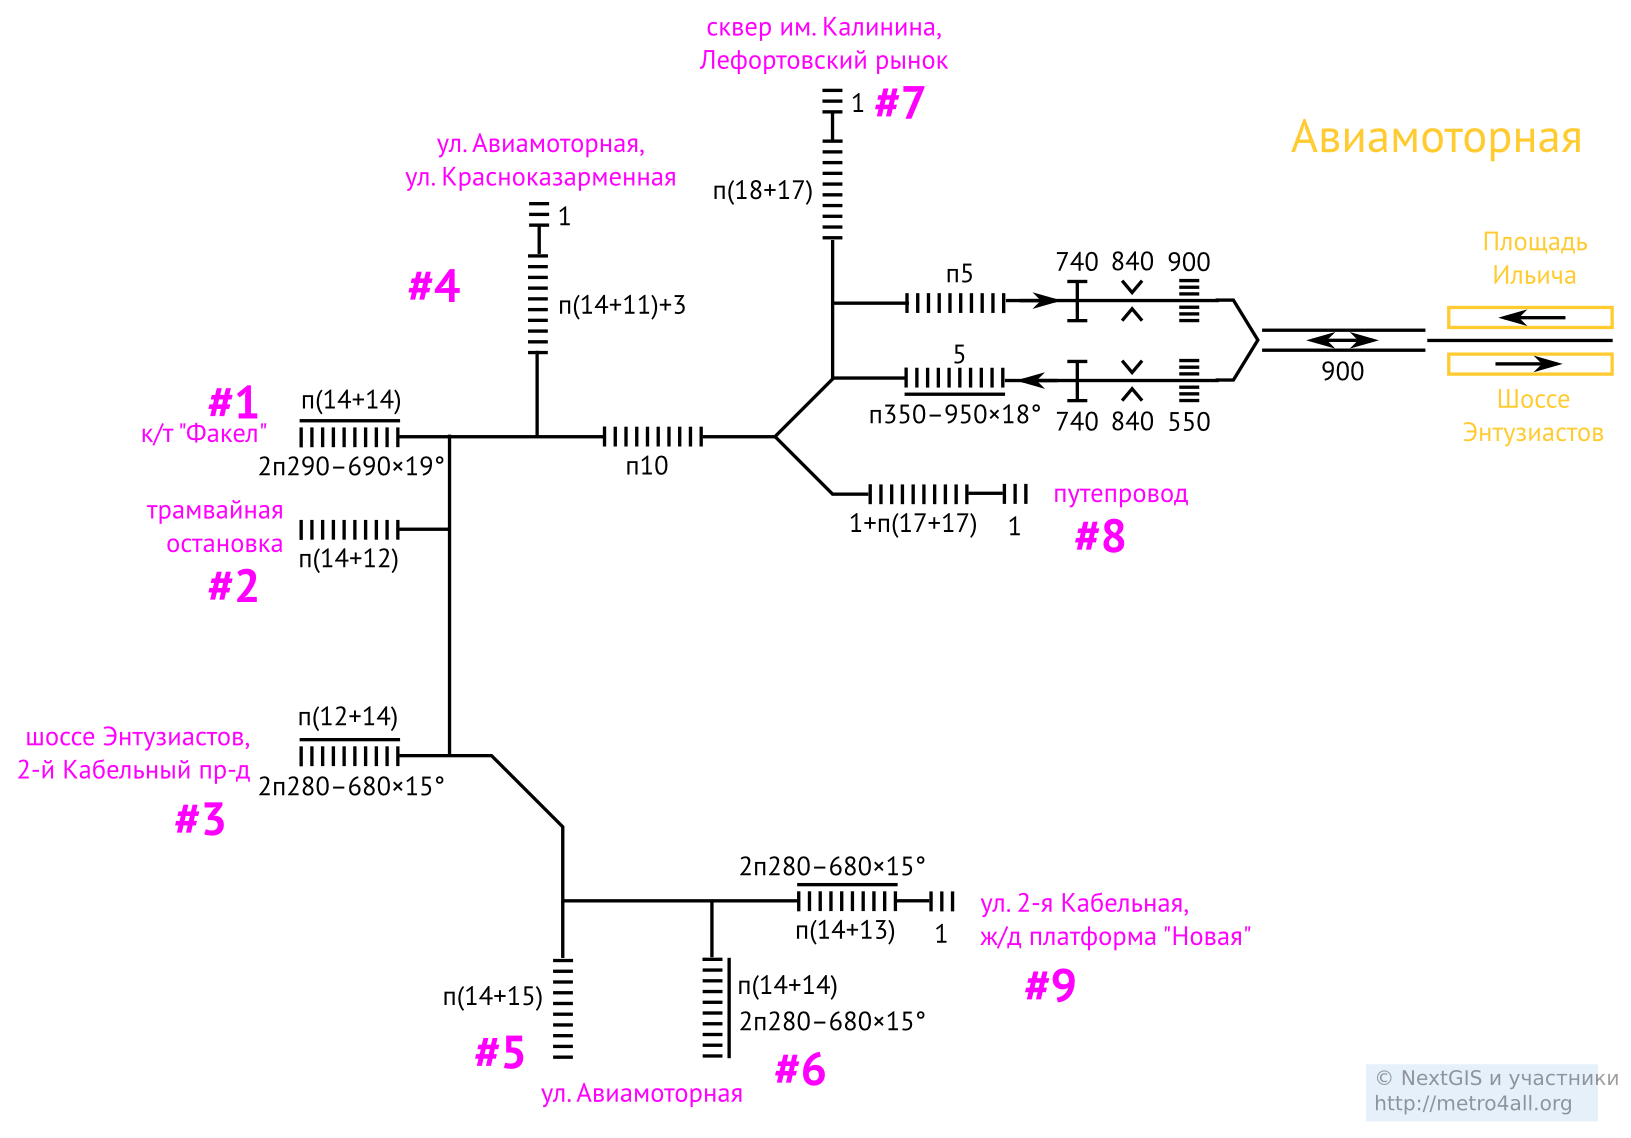 сквер им. Калинина,
Лефортовский рынок
1
#7
Авиамоторная
ул. Авиамоторная,
ул. Красноказарменная
п(18+17)
1
#4
п(14+11)+3
п5
740
840
900
Площадь
Ильича
5
п350–950×18°
740
840
550
900
Шоссе
Энтузиастов
#1
к/т "Факел"
п(14+14)
2п290–690×19°
п10
трамвайная
остановка
#2
п(14+12)
1+п(17+17)
1
путепровод
#8
шоссе Энтузиастов,
2-й Кабельный пр-д
#3
п(12+14)
2п280–680×15°
2п280–680×15°
п(14+13)
1
ул. 2-я Кабельная,
ж/д платформа "Новая"
#9
п(14+15)
#5
п(14+14)
2п280–680×15°
#6
ул. Авиамоторная
© NextGIS и участники
http://metro4all.org